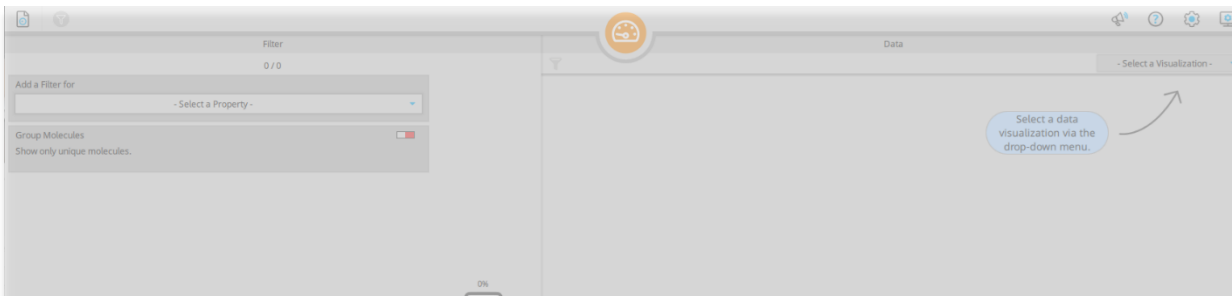 Filter
Data
0 / 0
- Select a Visualization -
Add a Filter for
- Select a Property -
Group Molecules
Show only unique molecules.
Select a data
visualization via the
drop-down menu.
0%